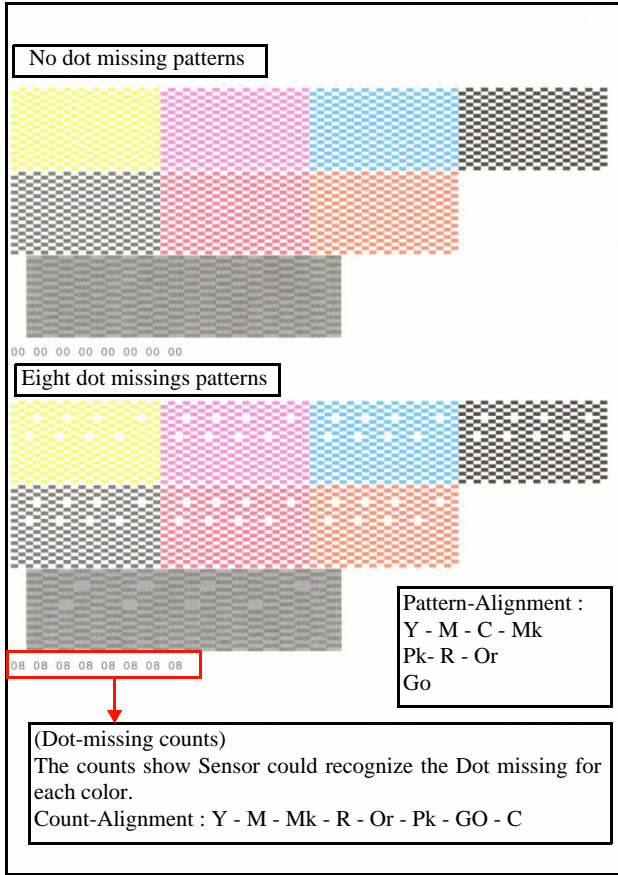 No dot missing patterns
00 00 00 00 00 00 00 00
Eight dot missings patterns
Pattern-Alignment :
Y - M - C - Mk
Pk- R - Or
Go
08 08 08 08 08 08 08 08
(Dot-missing counts)
The counts show Sensor could recognize the Dot missing for
each color.
Count-Alignment : Y - M - Mk - R - Or - Pk - GO - C